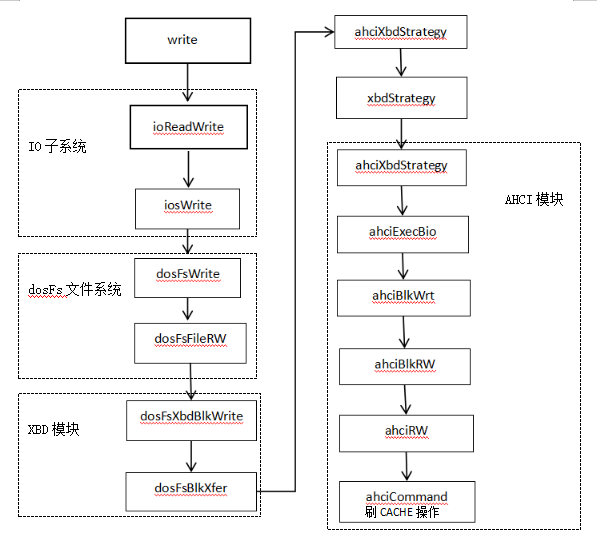 write
IO 子系统
ioReadWrite
iosWrite
dosFs 文件系统
dosFsWrite
dosFsFileRW
XBD 模块
dosFsXbdBlkWrite
dosFsBlkXfer
ahciXbdStrategy
xbdStrategy
AHCI 模块
ahciXbdStrategy
ahciExecBio
ahciBlkWrt
ahciBlkRW
ahciRW
ahciCommand
刷 CACHE 操作